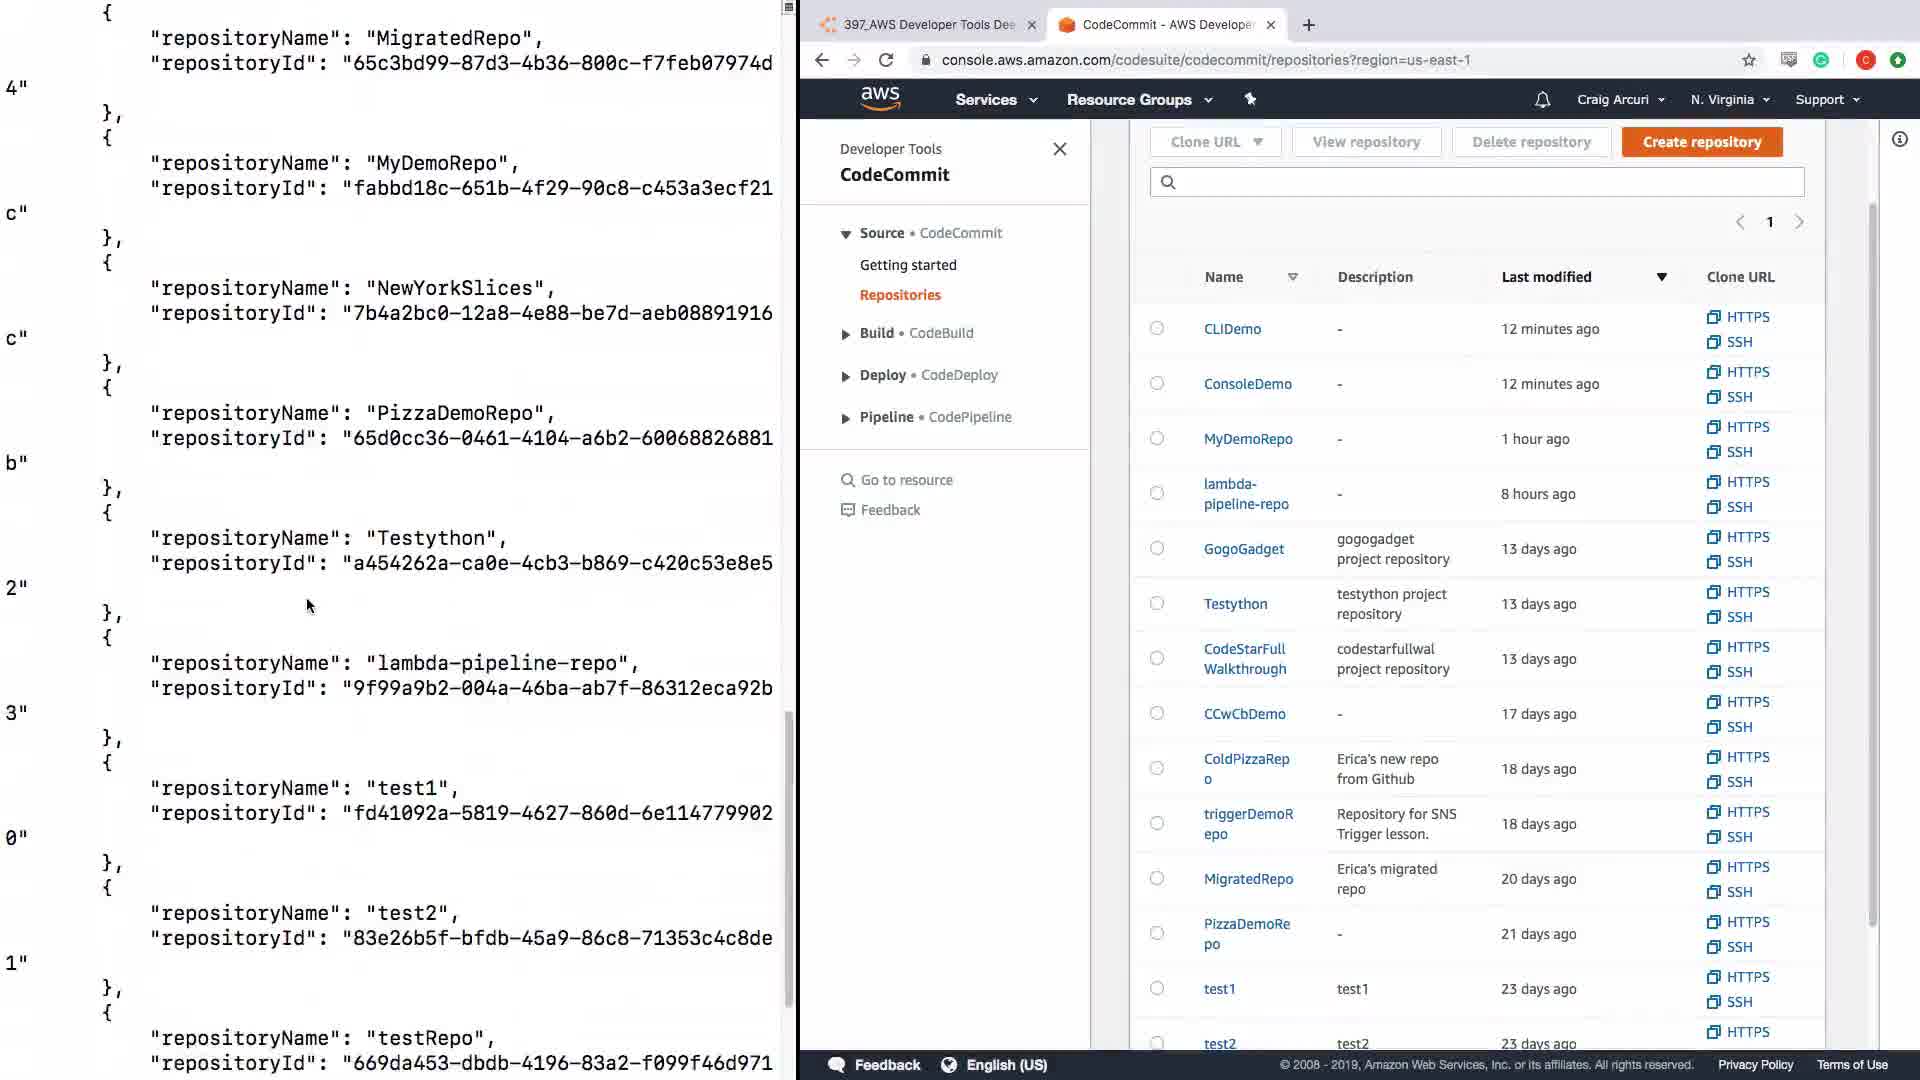 {
"repositoryName": "MigratedRepo",
"repositoryId": "65c3bd99-87d3-4b36-800c-f7feb07974d
4"
},
{
"repositoryName": "MyDemoRepo",
"repositoryId": "fabbd18c-651b-4f29-90c8-c453a3ecf21
c"
},
{
"repositoryName": "NewYorkSlices",
"repositoryId": "7b4a2bc0-12a8-4e88-be7d-aeb08891916
c"
},
{
"repositoryName": "PizzaDemoRepo",
"repositoryId": "65d0cc36-0461-4104-a6b2-60068826881
b"
},
{
"repositoryName": "Testython",
"repositoryId": "a454262a-ca0e-4cb3-b869-c420c53e8e5
2"
},
{
"repositoryName": "lambda-pipeline-repo",
"repositoryId": "9f99a9b2-004a-46ba-ab7f-86312eca92b
3"
},
{
"repositoryName": "test1",
"repositoryId": "fd41092a-5819-4627-860d-6e114779902
0"
},
{
"repositoryName": "test2",
"repositoryId": "83e26b5f-bfdb-45a9-86c8-71353c4c8de
1"
},
{
"repositoryName": "testRepo",
"repositoryId": "669da453-dbdb-4196-83a2-f099f46d971
397_AWS Developer Tools Dee
CodeCommit - AWS Developer
console.aws.amazon.com/codesuite/codecommit/repositories?region=us-east-1
C
aws
Services
Resource Groups
Craig Arcuri
N. Virginia
Support
Developer Tools
CodeCommit
Source • CodeCommit
Getting started
Repositories
Build • CodeBuild
Deploy • CodeDeploy
Pipeline • CodePipeline
Go to resource
Feedback
Clone URL
View repository
Delete repository
Create repository
1
Name
Description
Last modified
Clone URL
CLIDemo - 12 minutes ago HTTPS
SSH
ConsoleDemo - 12 minutes ago HTTPS
SSH
MyDemoRepo - 1 hour ago HTTPS
SSH
lambda-
pipeline-repo - 8 hours ago HTTPS
SSH
GogoGadget gogogadget
project repository 13 days ago HTTPS
SSH
Testython testython project
repository 13 days ago HTTPS
SSH
CodeStarFull
Walkthrough codestarfullwal
project repository 13 days ago HTTPS
SSH
CCwCbDemo - 17 days ago HTTPS
SSH
ColdPizzaRep
o Erica's new repo
from Github 18 days ago HTTPS
SSH
triggerDemoR
epo Repository for SNS
Trigger lesson. 18 days ago HTTPS
SSH
MigratedRepo Erica's migrated
repo 20 days ago HTTPS
SSH
PizzaDemoRe
po - 21 days ago HTTPS
SSH
test1 test1 23 days ago HTTPS
SSH
test2 test2 23 days ago HTTPS
Feedback
English (US)
© 2008 - 2019, Amazon Web Services, Inc. or its affiliates. All rights reserved.
Privacy Policy
Terms of Use